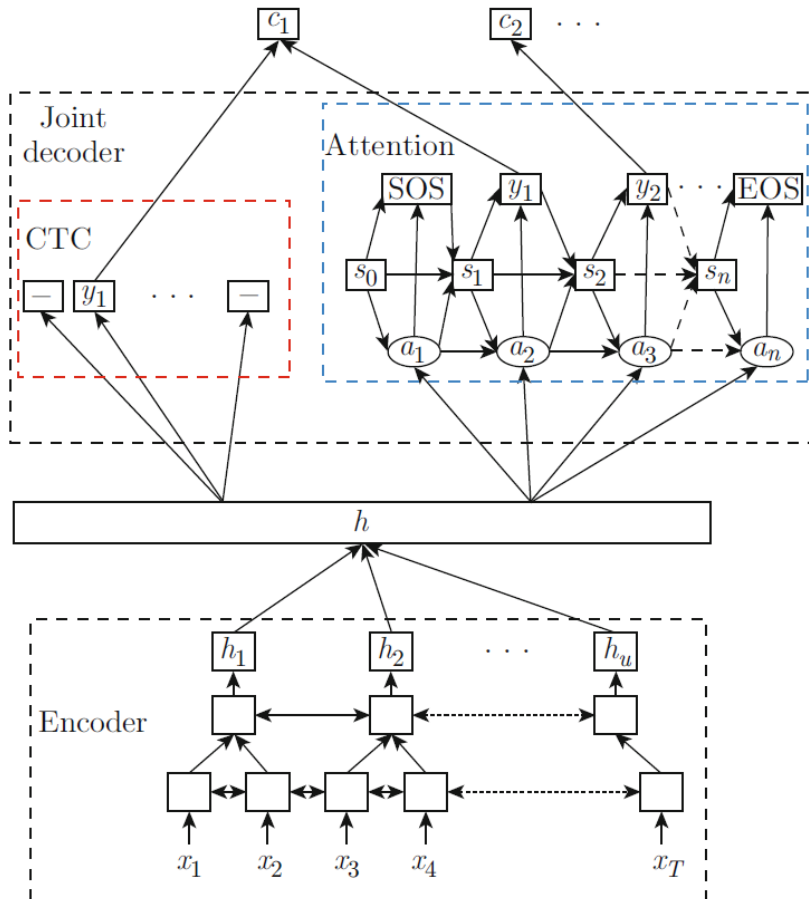 c₁ c₂ · · ·
Joint
decoder
Attention
SOS y₁ y₂ · · · EOS
CTC
s₀ s₁ s₂ sₙ
– y₁ · · · –
a₁ a₂ a₃ aₙ
h
h₁ h₂ · · · hᵤ
Encoder
x₁ x₂ x₃ x₄ x_T